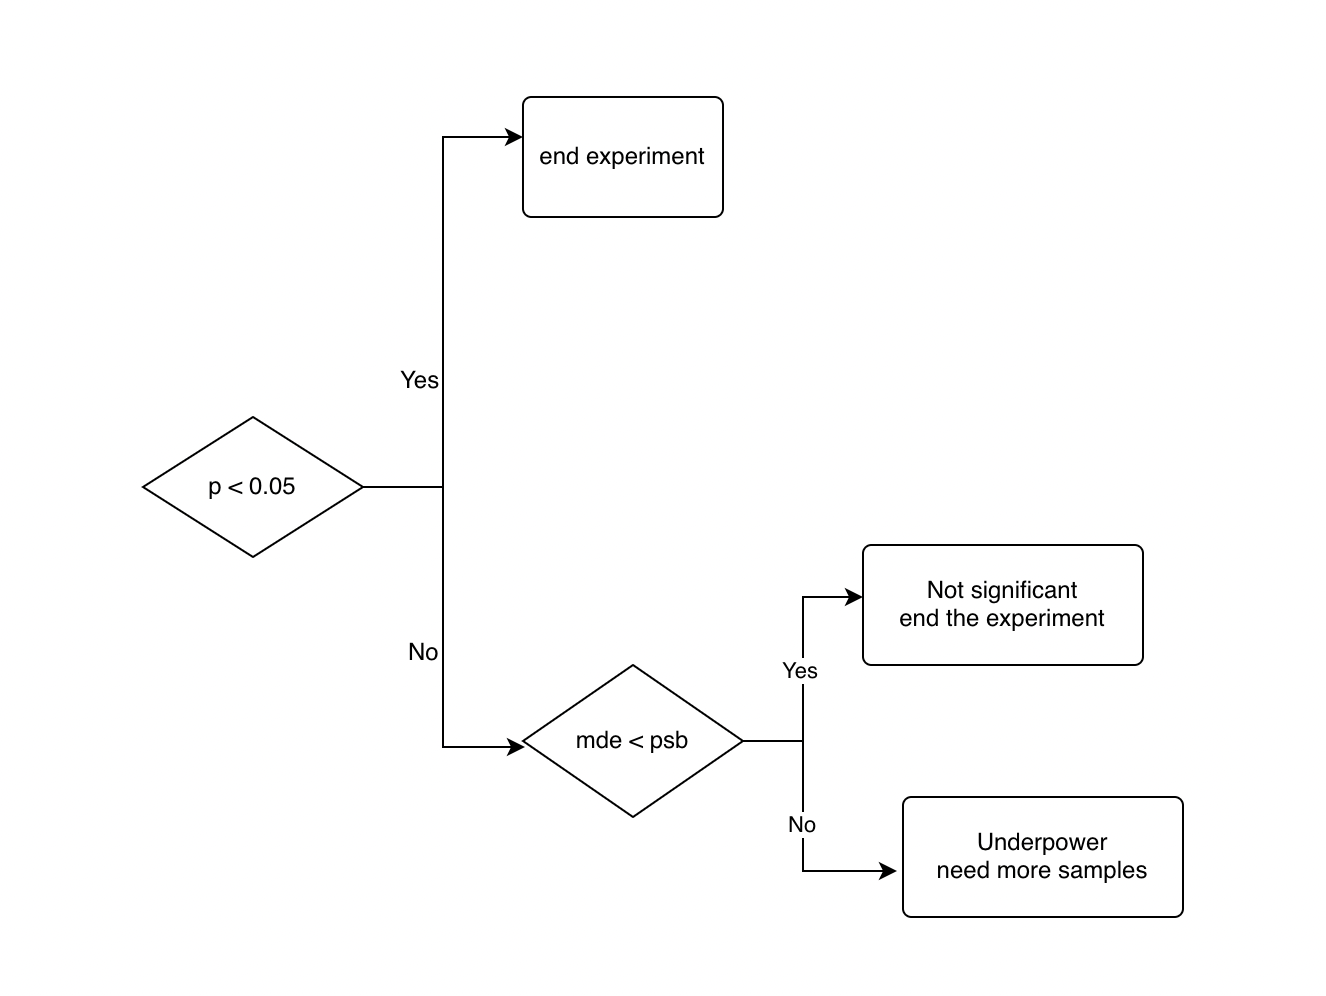 end experiment
Yes
p < 0.05
No
mde < psb
Yes
Not significant
end the experiment
No
Underpower
need more samples